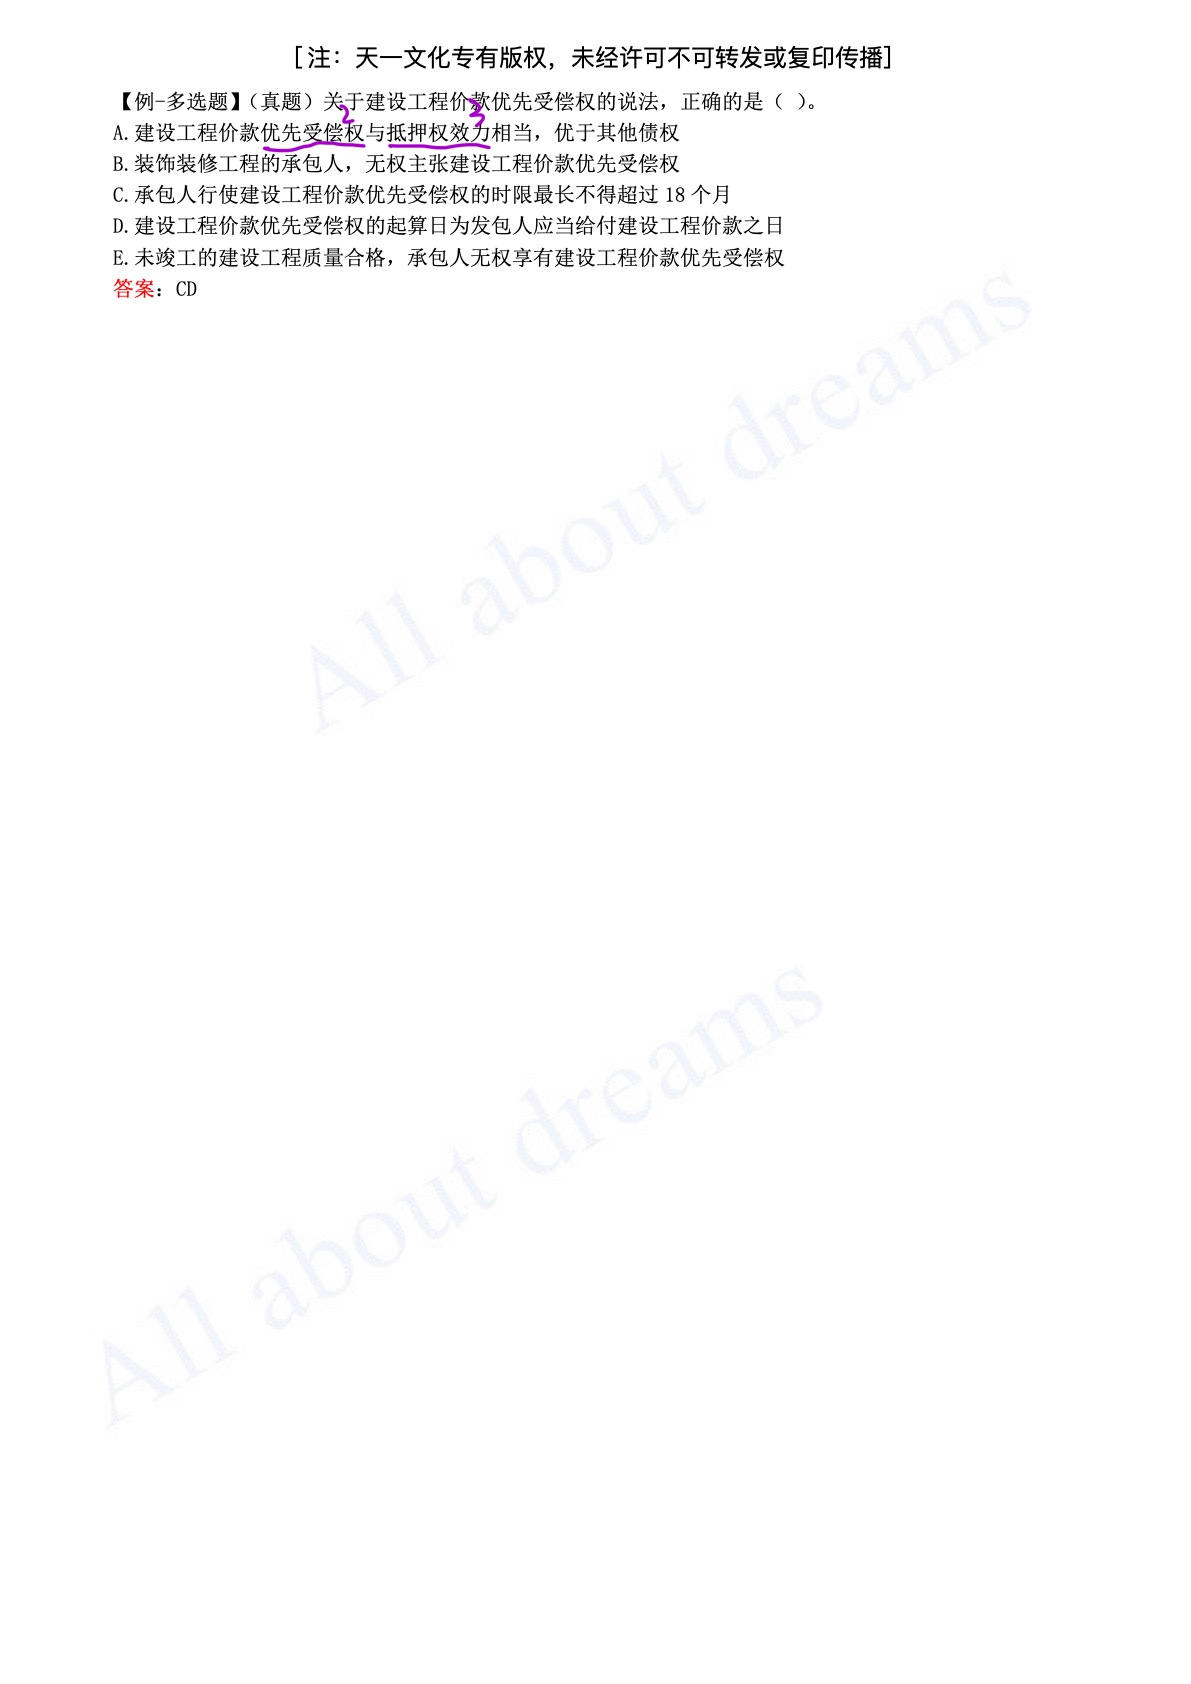 [注：天一文化专有版权，未经许可不可转发或复印传播]
【例-多选题】（真题）关于建设工程价款优先受偿权的说法，正确的是（ ）。
2 3
A.建设工程价款优先受偿权与抵押权效力相当，优于其他债权
B.装饰装修工程的承包人，无权主张建设工程价款优先受偿权
C.承包人行使建设工程价款优先受偿权的时限最长不得超过 18 个月
D.建设工程价款优先受偿权的起算日为发包人应当给付建设工程价款之日
E.未竣工的建设工程质量合格，承包人无权享有建设工程价款优先受偿权
答案：CD
All about dreams
All about dreams